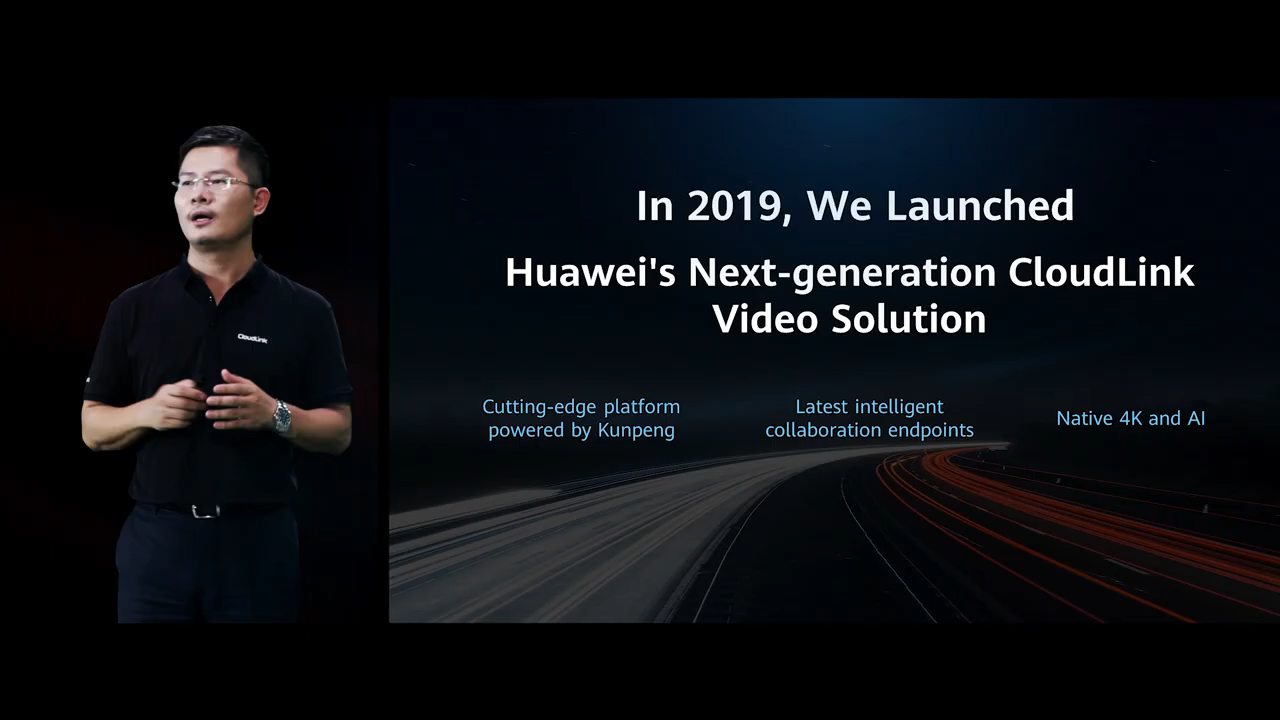 In 2019, We Launched
Huawei's Next-generation CloudLink
Video Solution
Cutting-edge platform
powered by Kunpeng
Latest intelligent
collaboration endpoints
Native 4K and AI
CloudLink